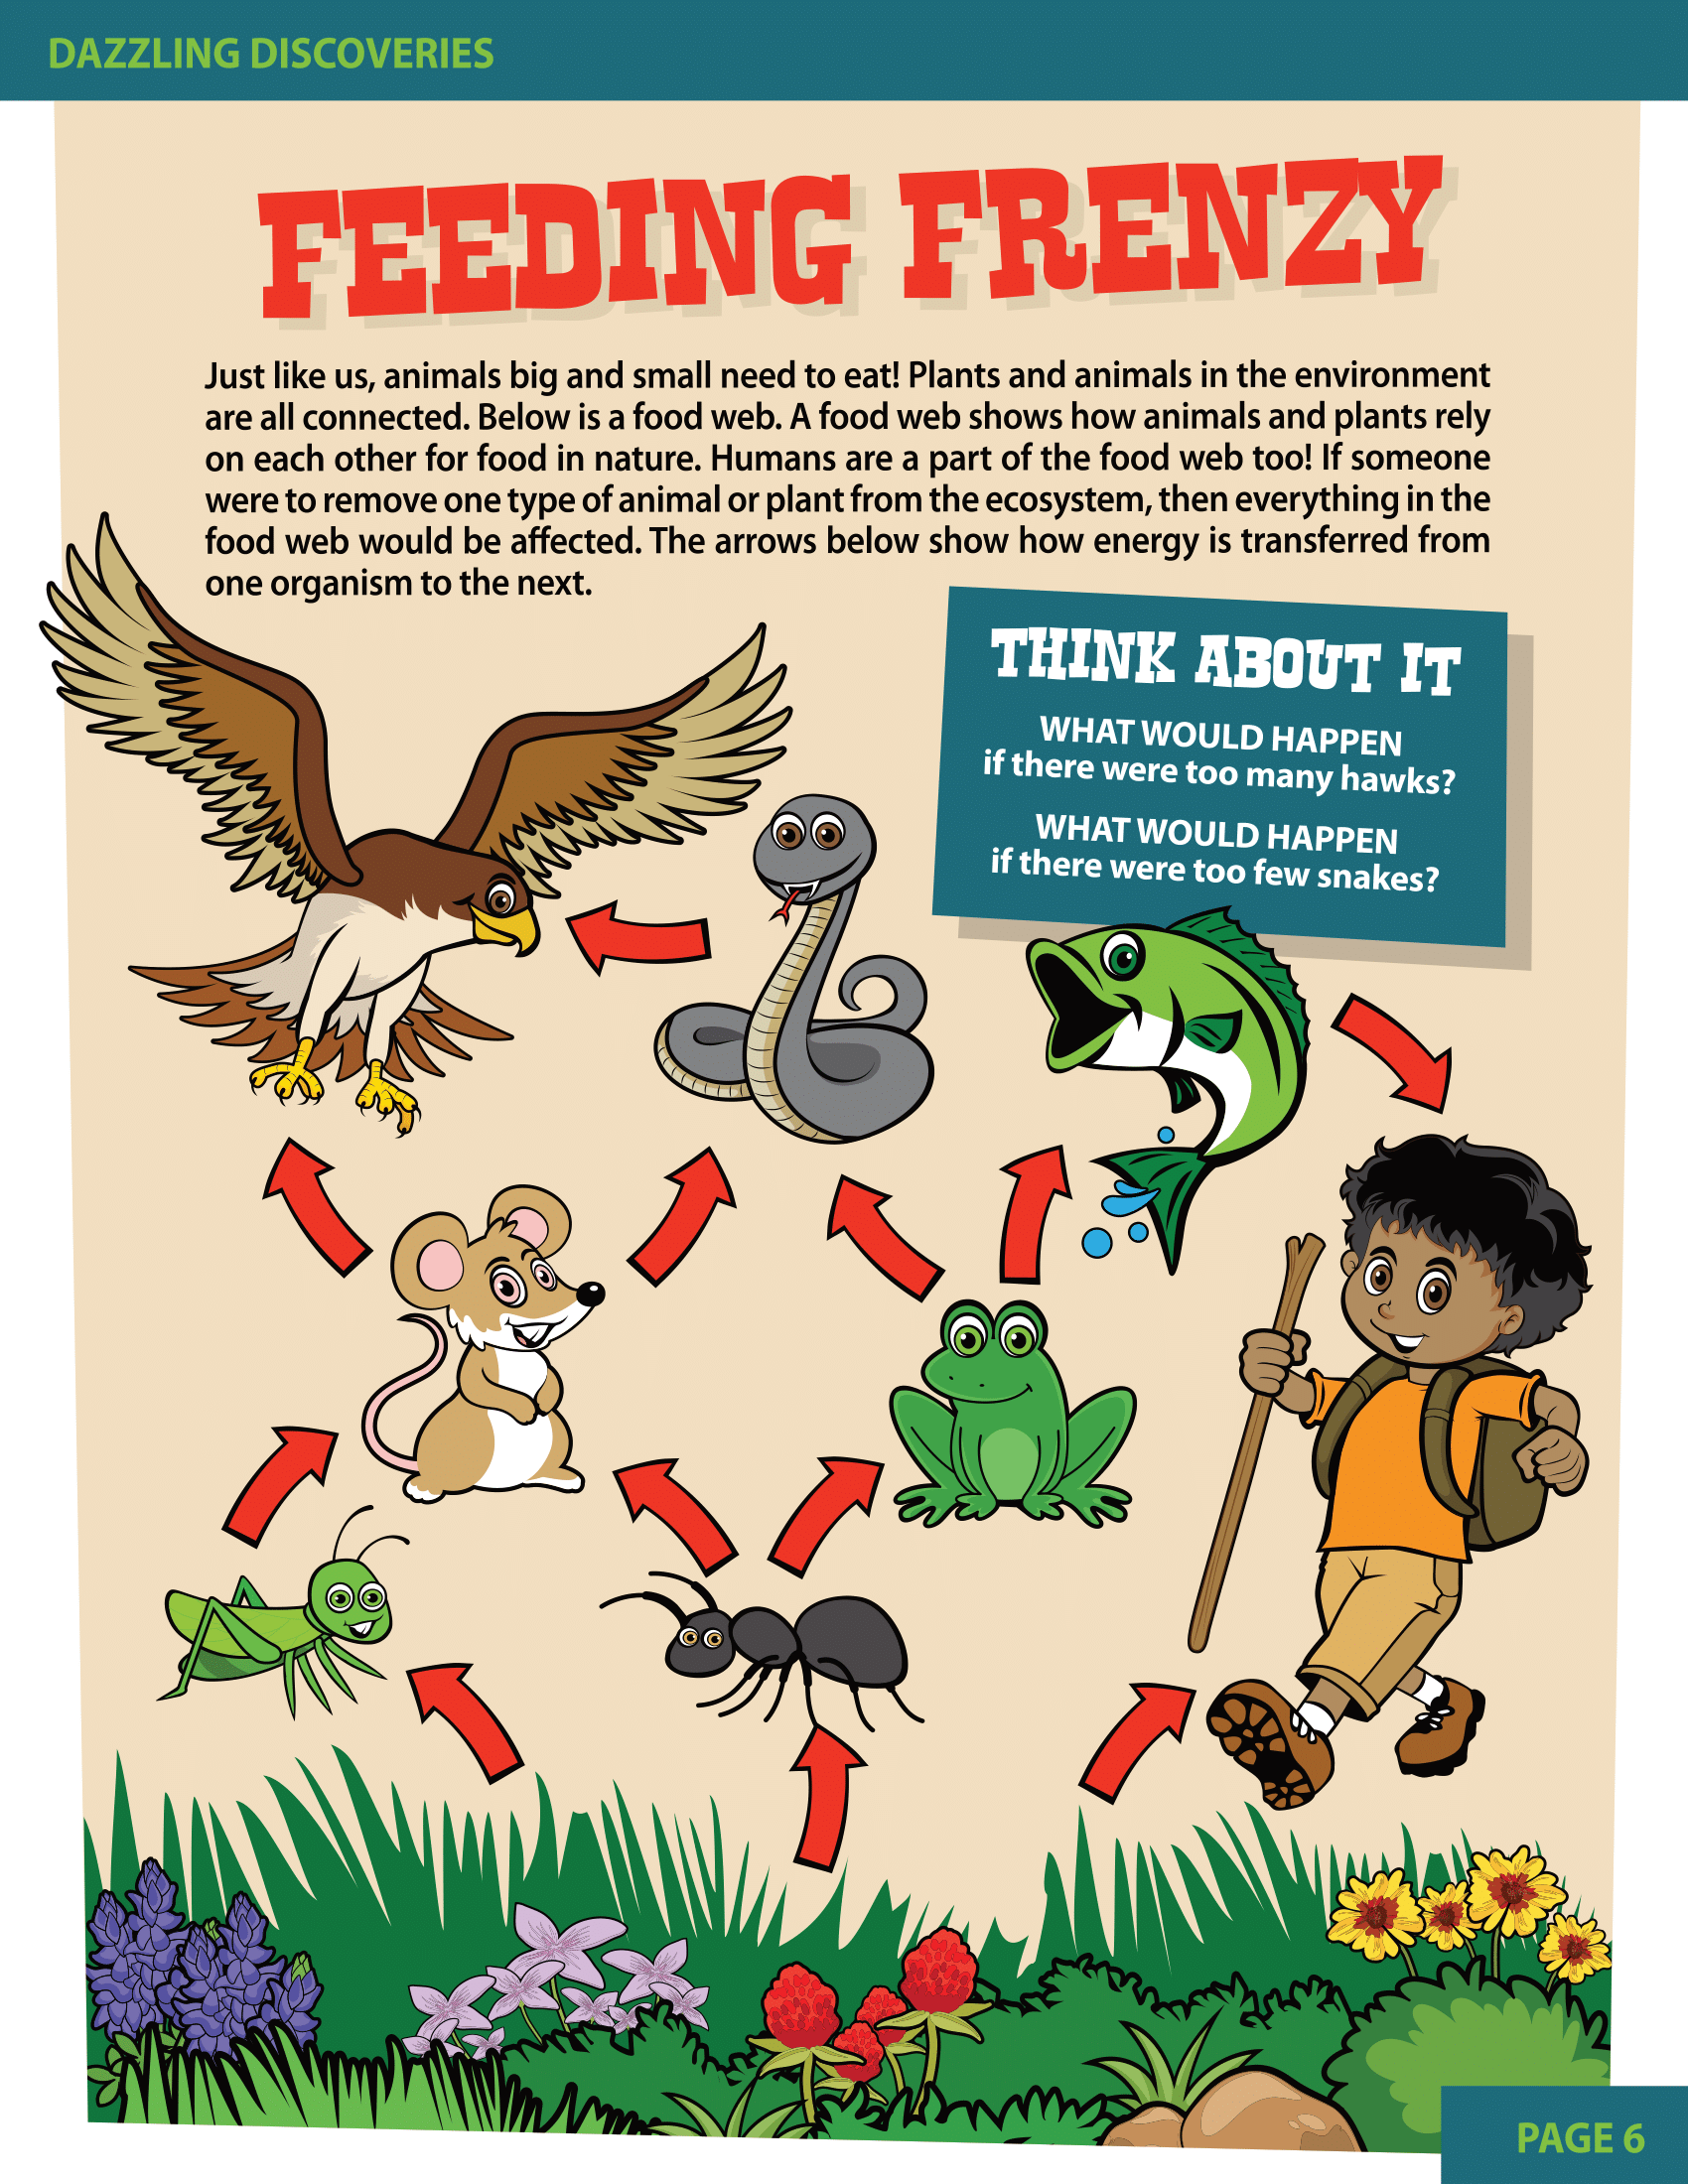 DAZZLING DISCOVERIES
FEEDING FRENZY
Just like us, animals big and small need to eat! Plants and animals in the environment
are all connected. Below is a food web. A food web shows how animals and plants rely
on each other for food in nature. Humans are a part of the food web too! If someone
were to remove one type of animal or plant from the ecosystem, then everything in the
food web would be affected. The arrows below show how energy is transferred from
one organism to the next.
THINK ABOUT IT
WHAT WOULD HAPPEN
if there were too many hawks?
WHAT WOULD HAPPEN
if there were too few snakes?
PAGE 6